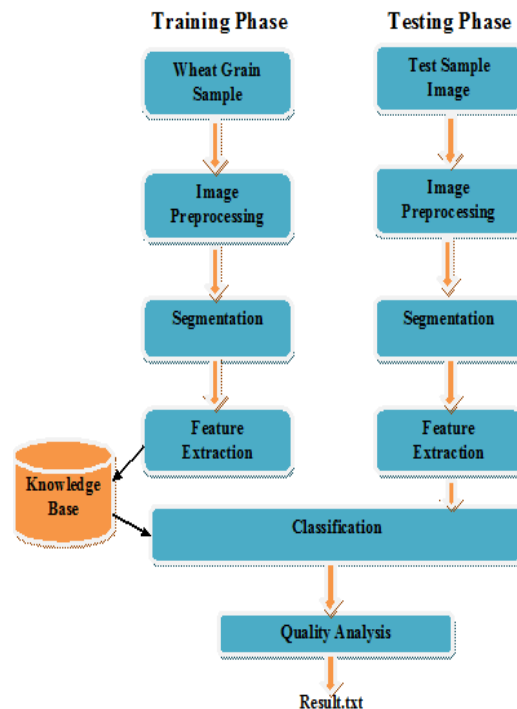 Training Phase
Testing Phase
Wheat Grain
Sample
Test Sample
Image
Image
Preprocessing
Image
Preprocessing
Segmentation
Segmentation
Feature
Extraction
Feature
Extraction
Knowledge
Base
Classification
Quality Analysis
Result.txt